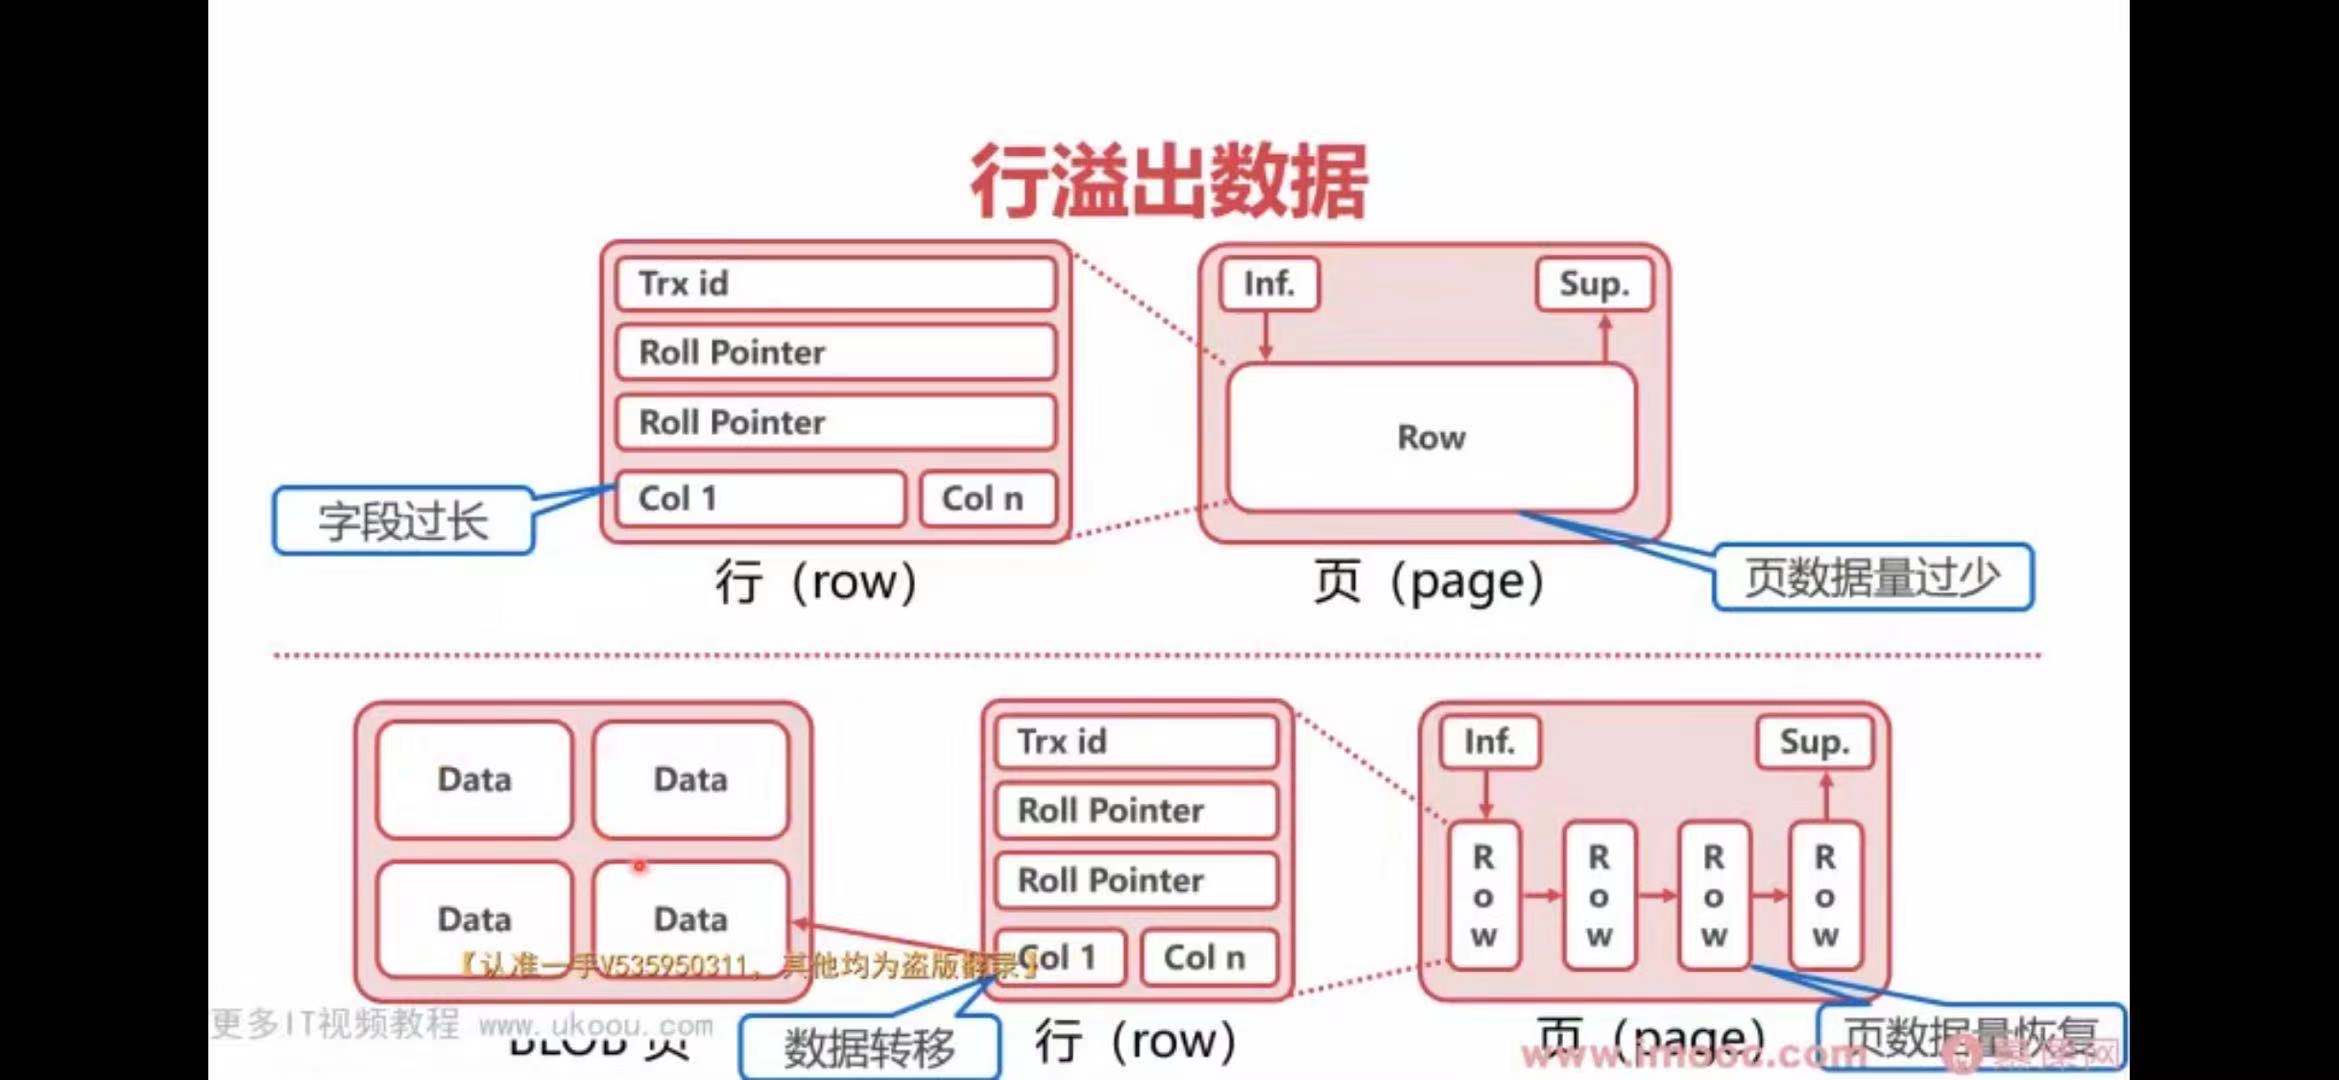 行溢出数据
Trx id
Roll Pointer
Roll Pointer
Col 1
Col n
字段过长
行（row）
Inf.
Sup.
Row
页（page）
页数据量过少
Data
Data
Data
Data
BLOB 页
Trx id
Roll Pointer
Roll Pointer
Col 1
Col n
数据转移
行（row）
Inf.
Sup.
Row
Row
Row
Row
页（page）
页数据量恢复
【认准一手V535950311，其他均为盗版翻录】
更多IT视频教程 www.ukoou.com
www.imooc.com
慕课网